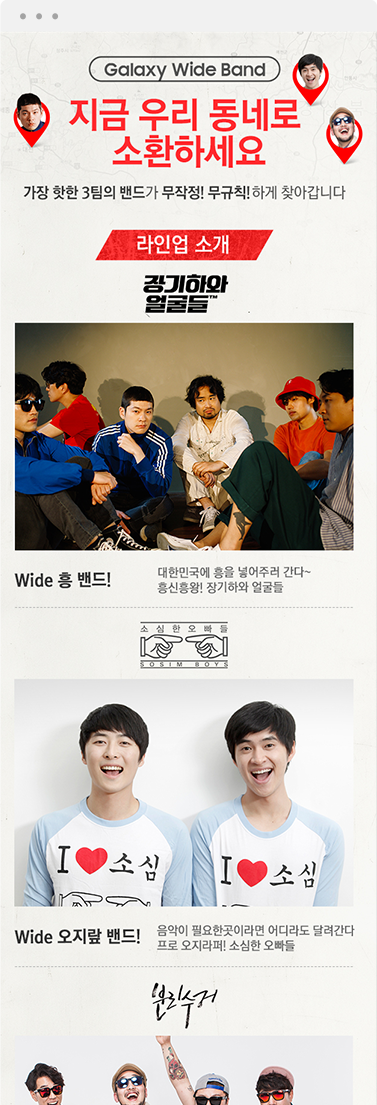 Galaxy Wide Band
지금 우리 동네로
소환하세요
가장 핫한 3팀의 밴드가 무작정! 무규칙! 하게 찾아갑니다
라인업 소개
장기하와
얼굴들™
Wide 흥 밴드!
대한민국에 흥을 넣어주러 간다~
흥신흥왕! 장기하와 얼굴들
소심한오빠들
SOSIM BOYS
I ♥ 소심
I ♥ 소심
Wide 오지랖 밴드!
음악이 필요한곳이라면 어디라도 달려간다
프로 오지라퍼! 소심한 오빠들
분리수거